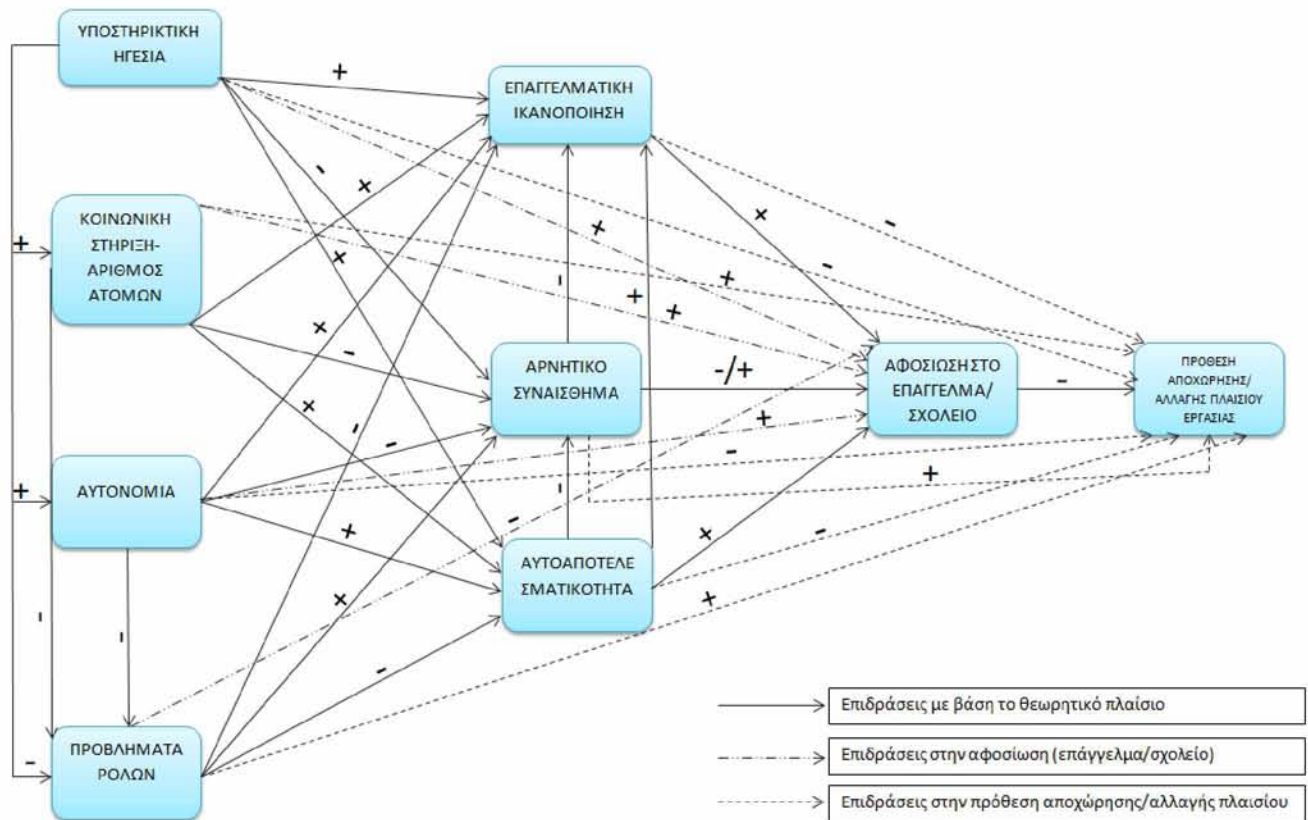 ΥΠΟΣΤΗΡΙΚΤΙΚΗ
ΗΓΕΣΙΑ
ΕΠΑΓΓΕΛΜΑΤΙΚΗ
ΙΚΑΝΟΠΟΙΗΣΗ
ΚΟΙΝΩΝΙΚΗ
ΣΤΗΡΙΞΗ-
ΑΡΙΘΜΟΣ
ΑΤΟΜΩΝ
ΑΡΝΗΤΙΚΟ
ΣΥΝΑΙΣΘΗΜΑ
-/+
ΑΦΟΣΙΩΣΗ ΣΤΟ
ΕΠΑΓΓΕΛΜΑ/
ΣΧΟΛΕΙΟ
ΠΡΟΘΕΣΗ
ΑΠΟΧΩΡΗΣΗΣ/
ΑΛΛΑΓΗΣ ΠΛΑΙΣΙΟΥ
ΕΡΓΑΣΙΑΣ
ΑΥΤΟΝΟΜΙΑ
ΑΥΤΟΑΠΟΤΕΛΕ
ΣΜΑΤΙΚΟΤΗΤΑ
ΠΡΟΒΛΗΜΑΤΑ
ΡΟΛΩΝ
Επιδράσεις με βάση το θεωρητικό πλαίσιο
Επιδράσεις στην αφοσίωση (επάγγελμα/σχολείο)
Επιδράσεις στην πρόθεση αποχώρησης/αλλαγής πλαισίου